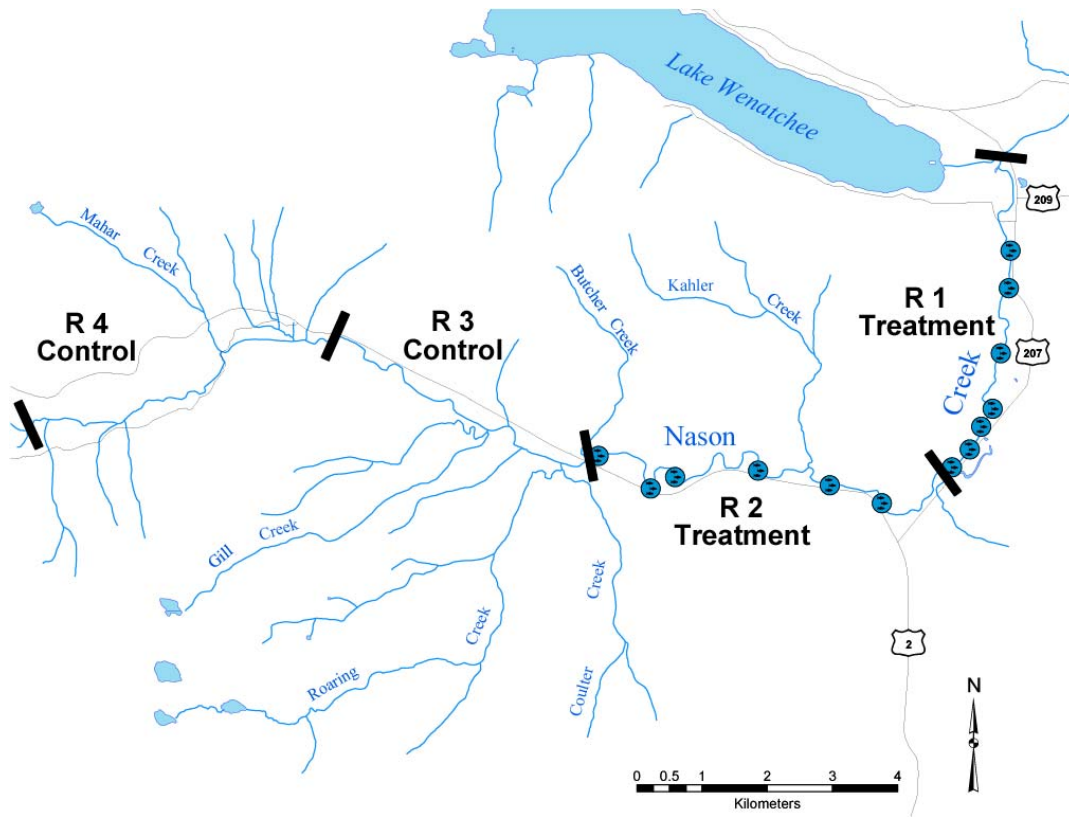 Lake Wenatchee
209
Mahar
Creek
R 4
Control
R 3
Control
Butcher
Creek
Kahler
Creek
R 1
Treatment
207
Creek
Nason
R 2
Treatment
Gill
Creek
Creek
Roaring
Creek
Coulter
2
N
0 0.5 1 2 3 4
Kilometers